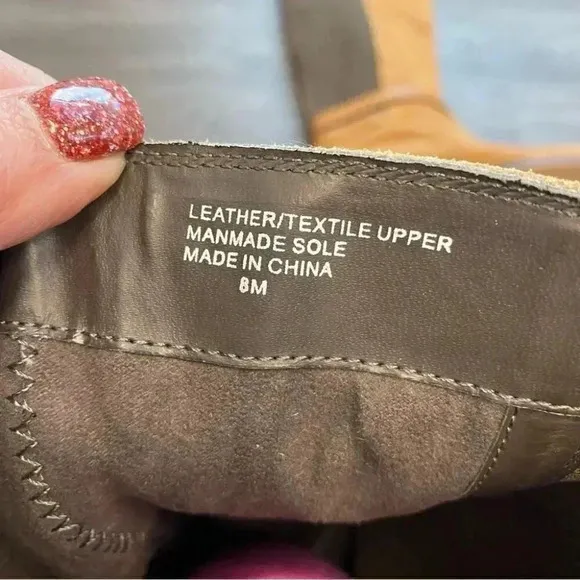 LEATHER/TEXTILE UPPER
MANMADE SOLE
MADE IN CHINA
8M